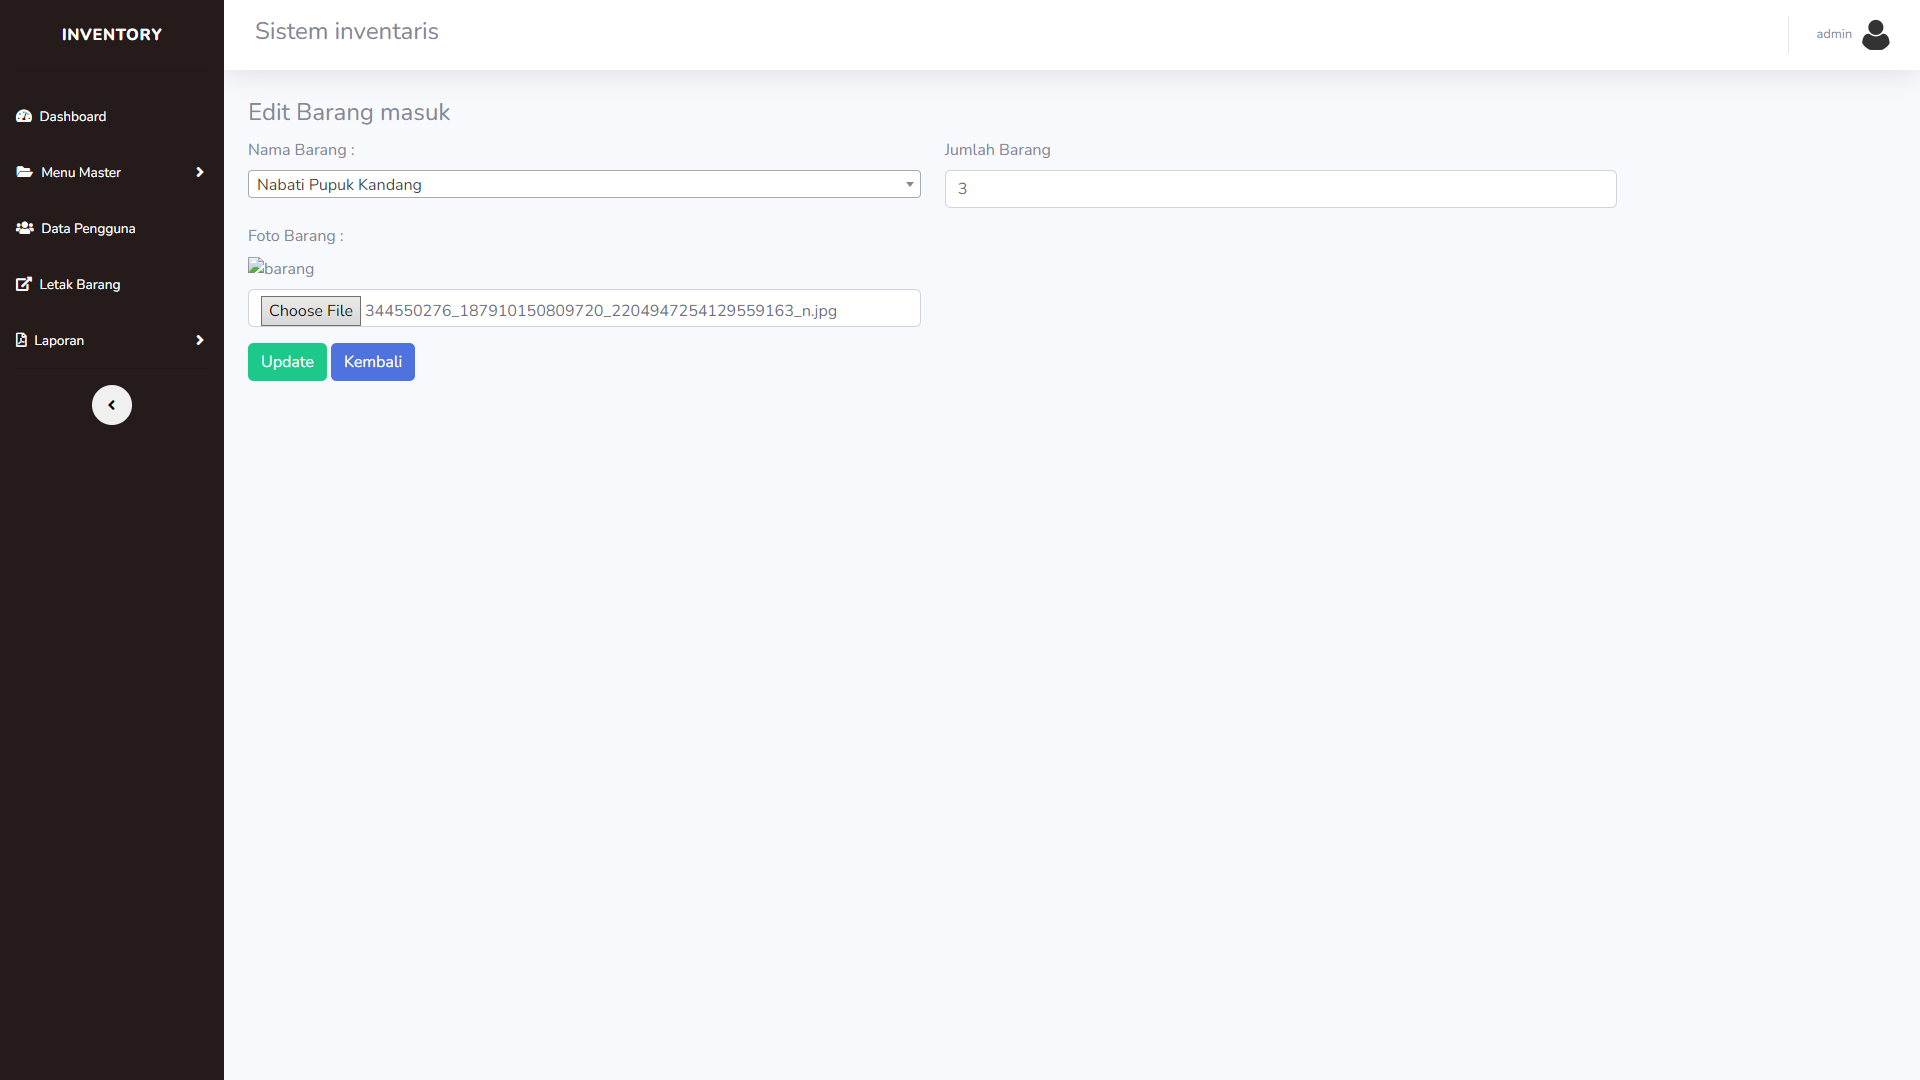 INVENTORY
Dashboard
Menu Master
Data Pengguna
Letak Barang
Laporan
Sistem inventaris
admin
Edit Barang masuk
Nama Barang :
Nabati Pupuk Kandang
Jumlah Barang
3
Foto Barang :
barang
Choose File 344550276_187910150809720_2204947254129559163_n.jpg
Update Kembali